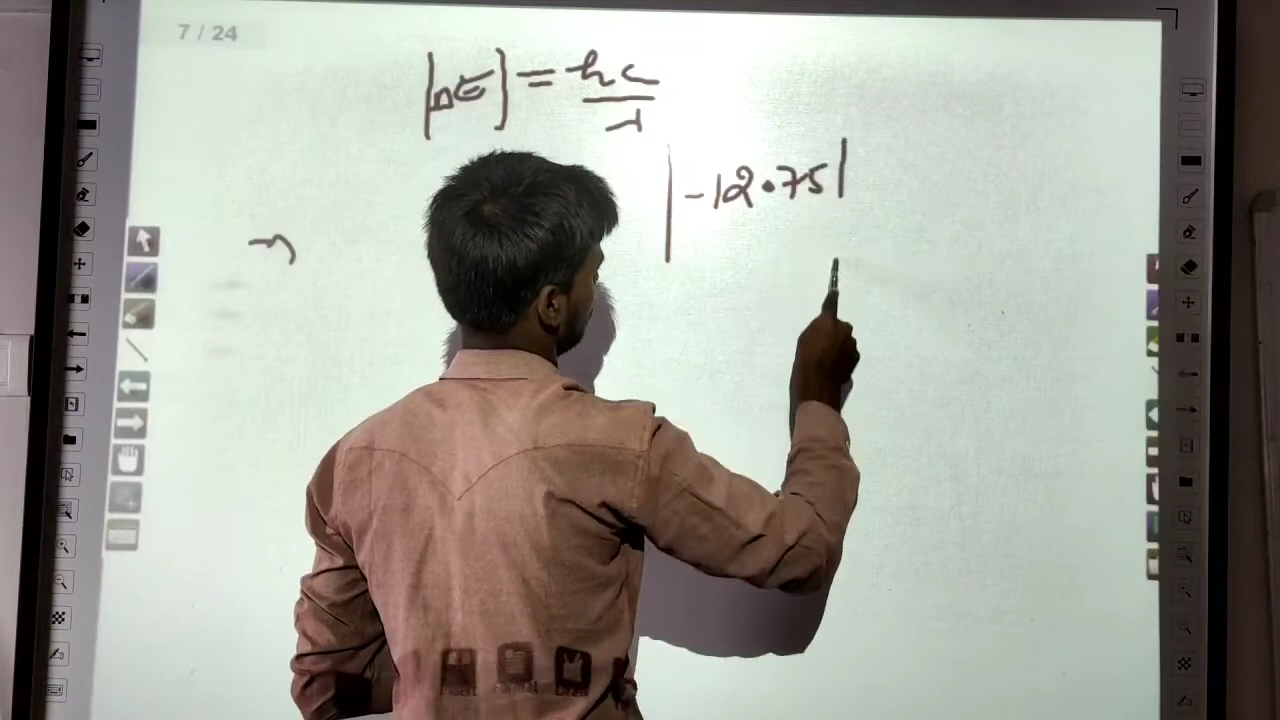 7 / 24
|ΔE| = hc
λ
|-12.75|